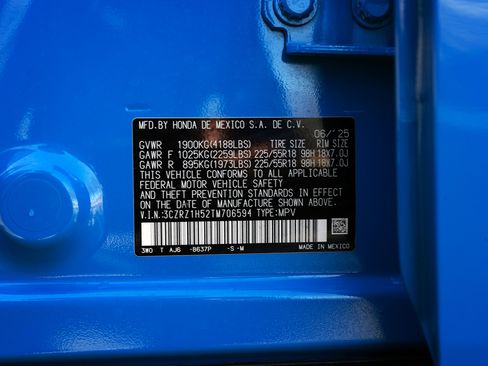 MFD.BY HONDA DE MEXICO S.A. DE C.V.
06/'25
GVWR 1900KG(4188LBS) TIRE SIZE RIM SIZE
GAWR F 1025KG(2259LBS) 225/55R18 98H 18X7.0J
GAWR R 895KG(1973LBS) 225/55R18 98H 18X7.0J
THIS VEHICLE CONFORMS TO ALL APPLICABLE
FEDERAL MOTOR VEHICLE SAFETY
AND THEFT PREVENTION STANDARDS IN EFFECT
ON THE DATE OF MANUFACTURE SHOWN ABOVE.
V.I.N.:3CZRZ1H52TM706594 TYPE:MPV
3WO T AJ6 -B637P -S -M
MADE IN MEXICO